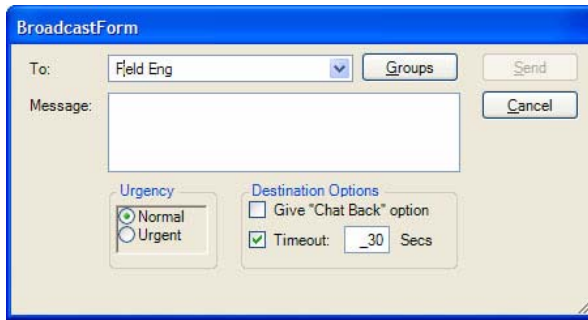 BroadcastForm
To: Field Eng Groups Send
Message: Cancel
Urgency Destination Options
Normal Give "Chat Back" option
Urgent Timeout: _30 Secs